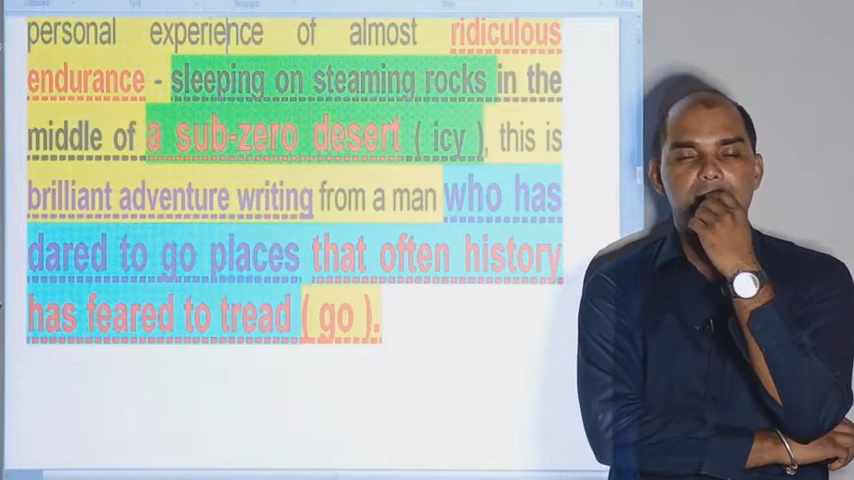 personal experience of almost ridiculous
endurance - sleeping on steaming rocks in the
middle of a sub-zero desert ( icy ), this is
brilliant adventure writing from a man who has
dared to go places that often history
has feared to tread ( go ).